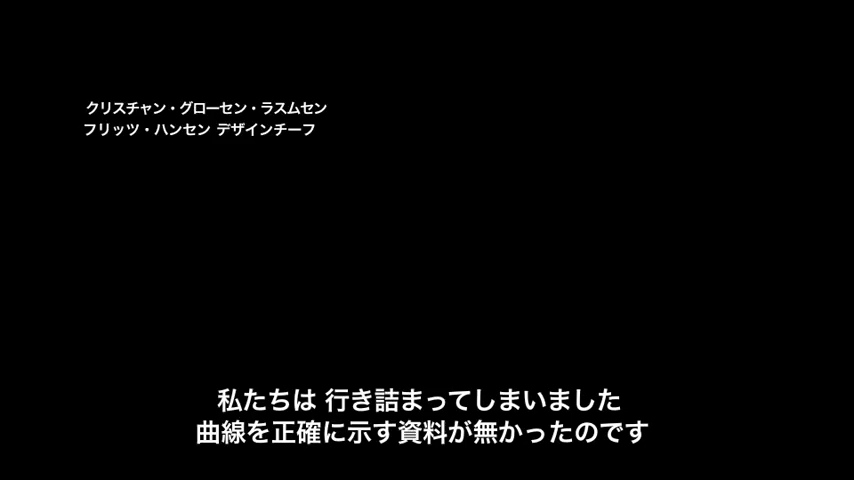 クリスチャン・グローセン・ラスムセン
フリッツ・ハンセン デザインチーフ
私たちは 行き詰まってしまいました
曲線を正確に示す資料が無かったのです